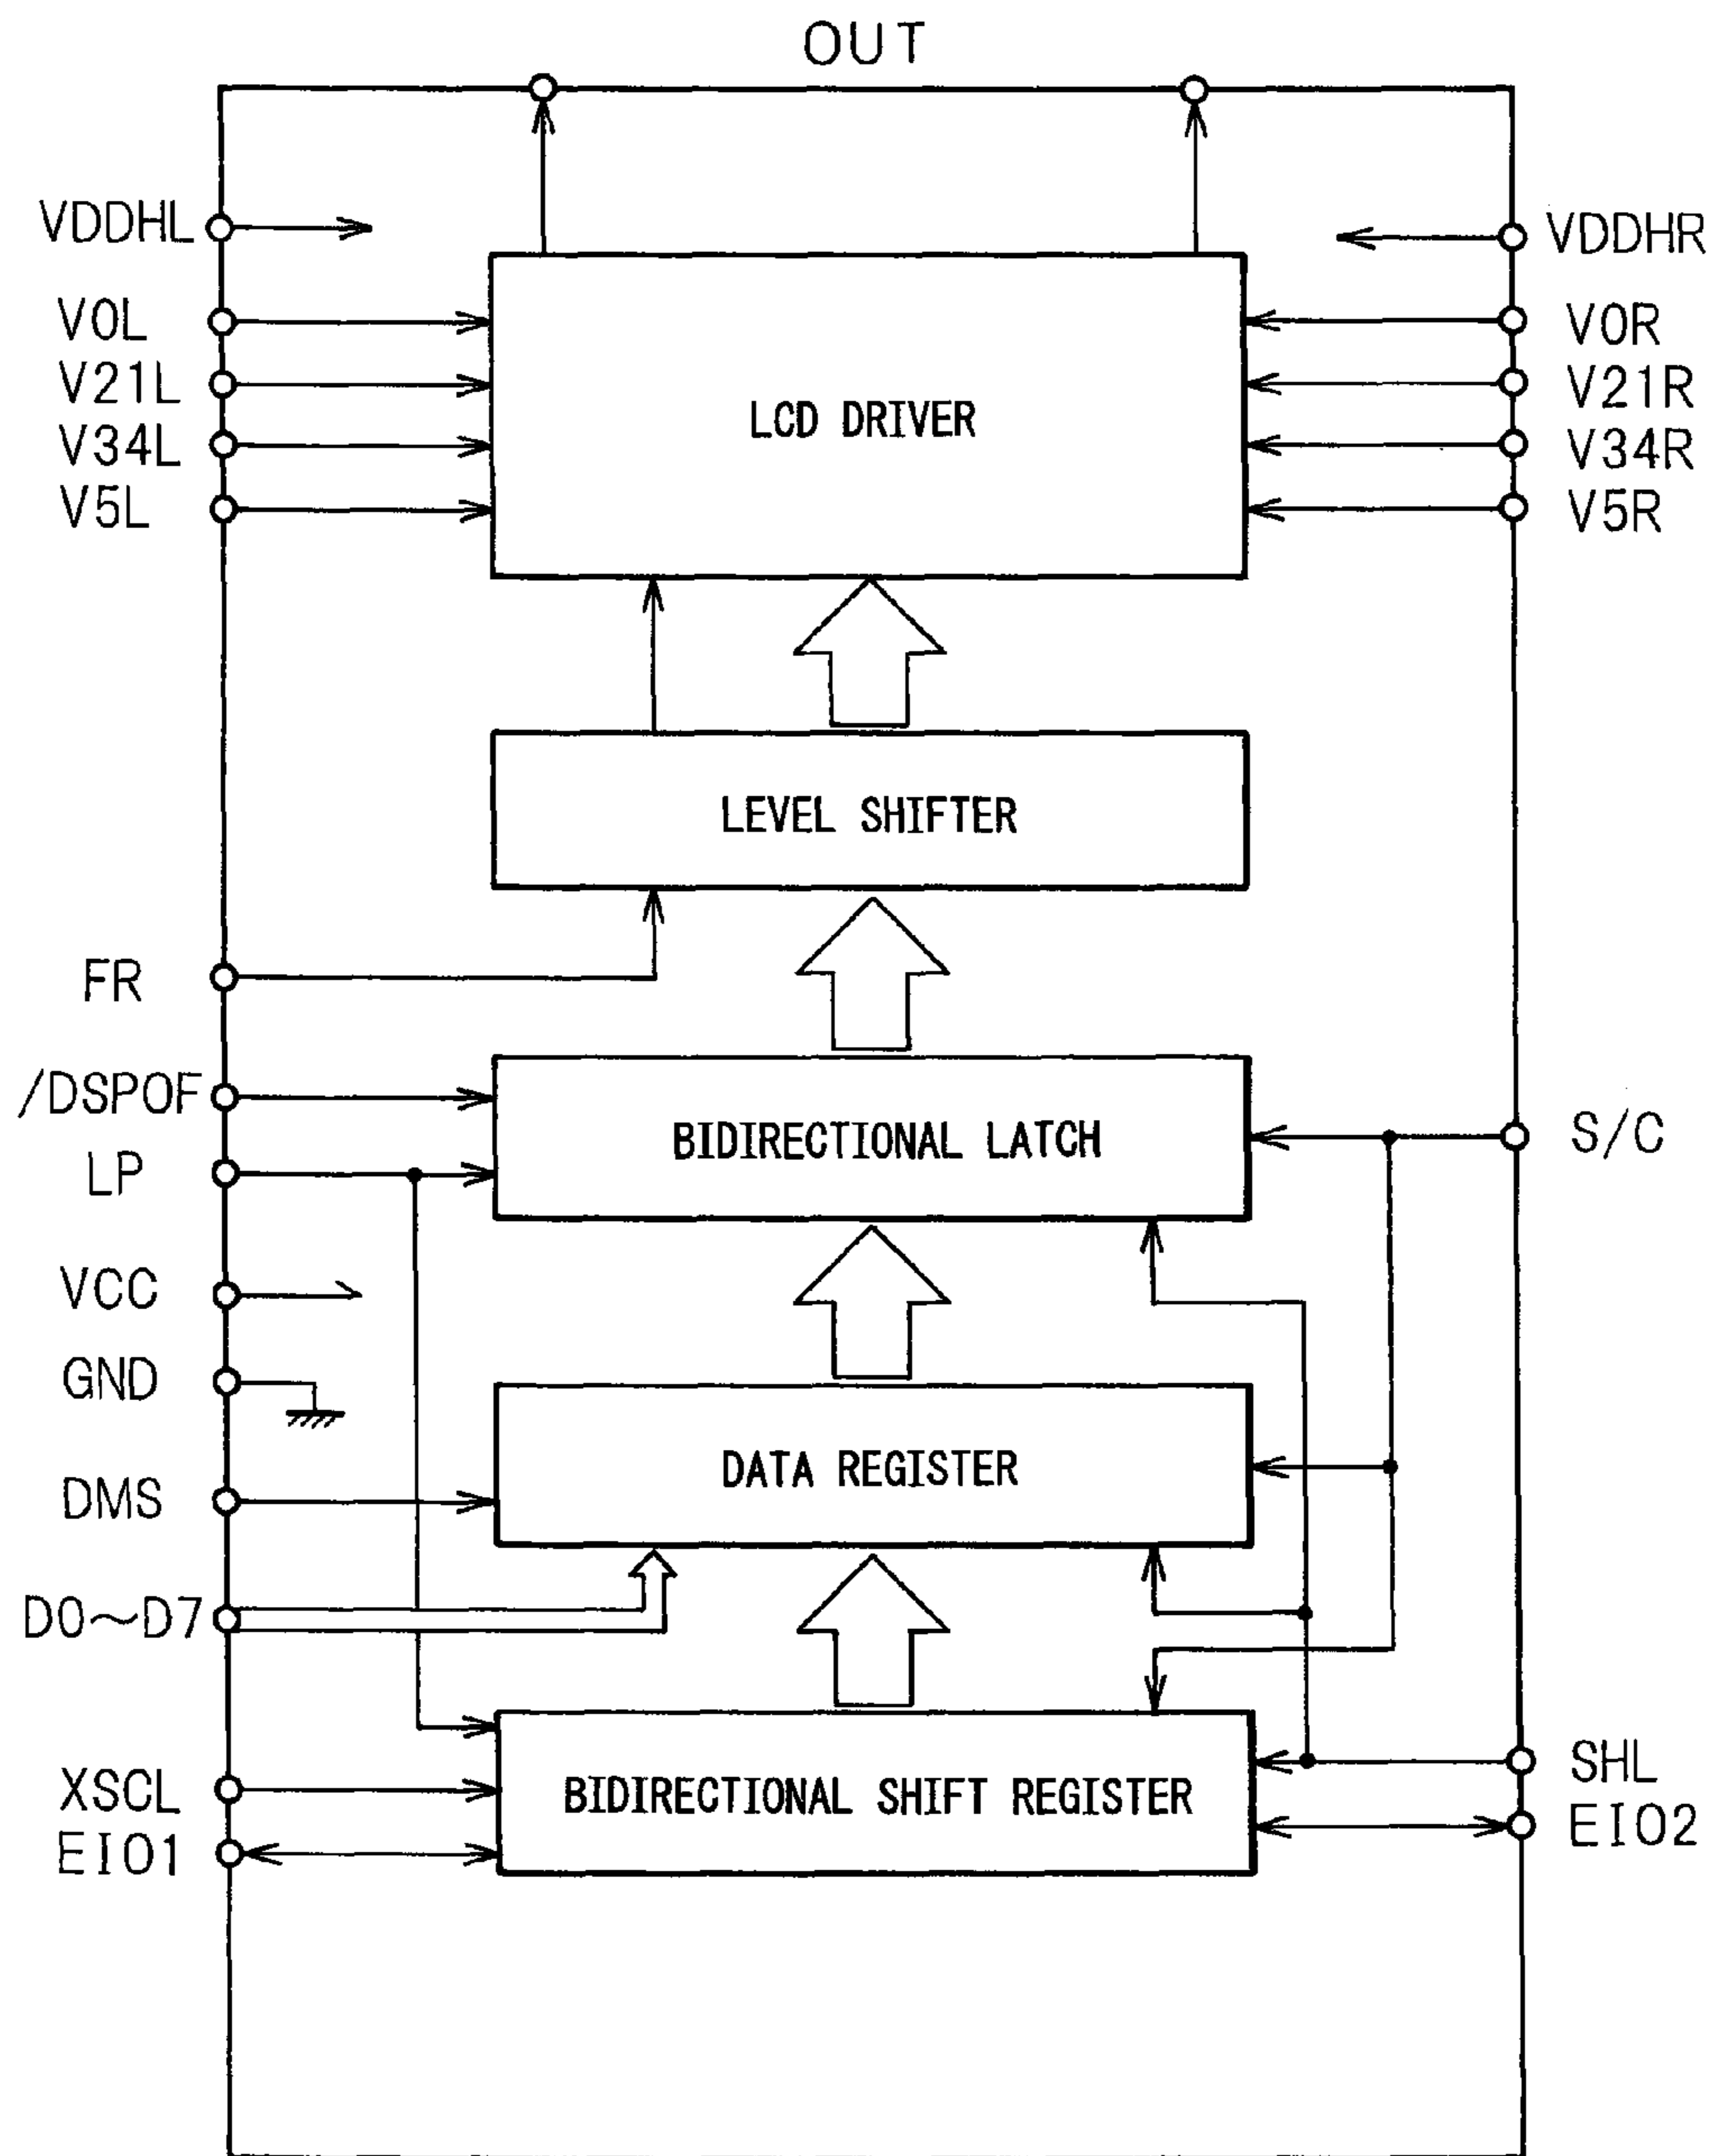 OUT
VDDHL
VDDHR
V0L
V0R
V21L
V21R
LCD DRIVER
V34L
V34R
V5L
V5R
LEVEL SHIFTER
FR
/DSPOF
BIDIRECTIONAL LATCH
S/C
LP
VCC
GND
DATA REGISTER
DMS
D0～D7
SHL
XSCL
BIDIRECTIONAL SHIFT REGISTER
EIO2
EIO1